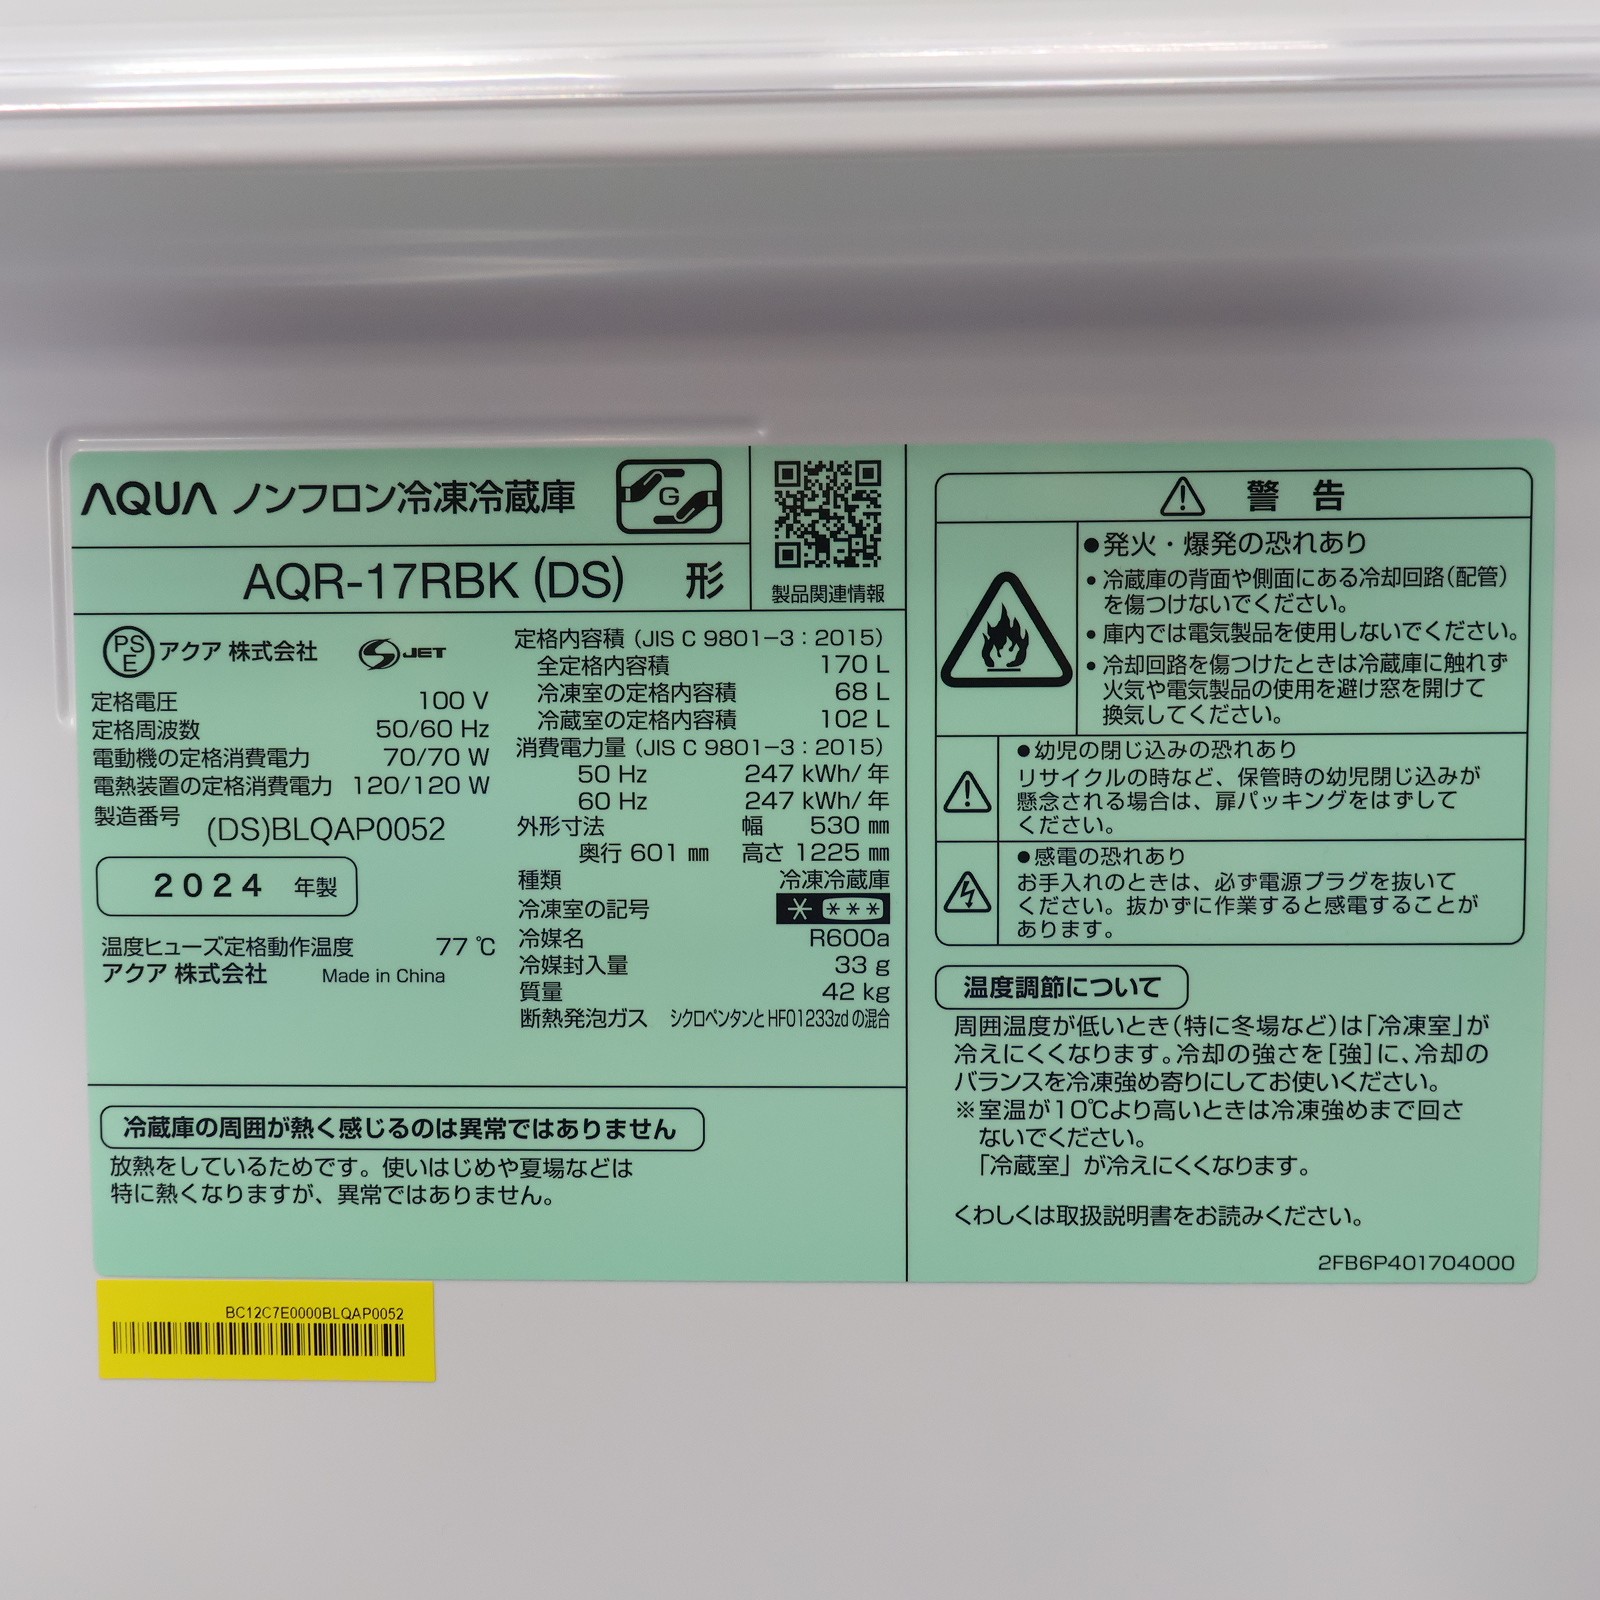 AQUA ノンフロン冷凍冷蔵庫
G
AQR-17RBK (DS) 形
製品関連情報
PS
E
アクア 株式会社
S JET
定格電圧 100 V
定格周波数 50/60 Hz
電動機の定格消費電力 70/70 W
電熱装置の定格消費電力 120/120 W
製造番号 (DS)BLQAP0052
2024 年製
温度ヒューズ定格動作温度 77 ℃
アクア 株式会社 Made in China
定格内容積 (JIS C 9801-3 : 2015)
全定格内容積 170 L
冷凍室の定格内容積 68 L
冷蔵室の定格内容積 102 L
消費電力量 (JIS C 9801-3 : 2015)
50 Hz 247 kWh/ 年
60 Hz 247 kWh/ 年
外形寸法 幅 530 ㎜
奥行 601 ㎜ 高さ 1225 ㎜
種類 冷凍冷蔵庫
冷凍室の記号 * ***
冷媒名 R600a
冷媒封入量 33 g
質量 42 kg
断熱発泡ガス シクロペンタンとHFO1233zdの混合
冷蔵庫の周囲が熱く感じるのは異常ではありません
放熱をしているためです。使いはじめや夏場などは
特に熱くなりますが、異常ではありません。
警 告
●発火・爆発の恐れあり
・冷蔵庫の背面や側面にある冷却回路(配管)
を傷つけないでください。
・庫内では電気製品を使用しないでください。
・冷却回路を傷つけたときは冷蔵庫に触れず
火気や電気製品の使用を避け窓を開けて
換気してください。
●幼児の閉じ込みの恐れあり
リサイクルの時など、保管時の幼児閉じ込みが
懸念される場合は、扉パッキングをはずして
ください。
●感電の恐れあり
お手入れのときは、必ず電源プラグを抜いて
ください。抜かずに作業すると感電することが
あります。
温度調節について
周囲温度が低いとき(特に冬場など)は「冷凍室」が
冷えにくくなります。冷却の強さを[強]に、冷却の
バランスを冷凍強め寄りにしてお使いください。
※室温が10℃より高いときは冷凍強めまで回さ
ないでください。
「冷蔵室」が冷えにくくなります。
くわしくは取扱説明書をお読みください。
2FB6P401704000
BC12C7E0000BLQAP0052